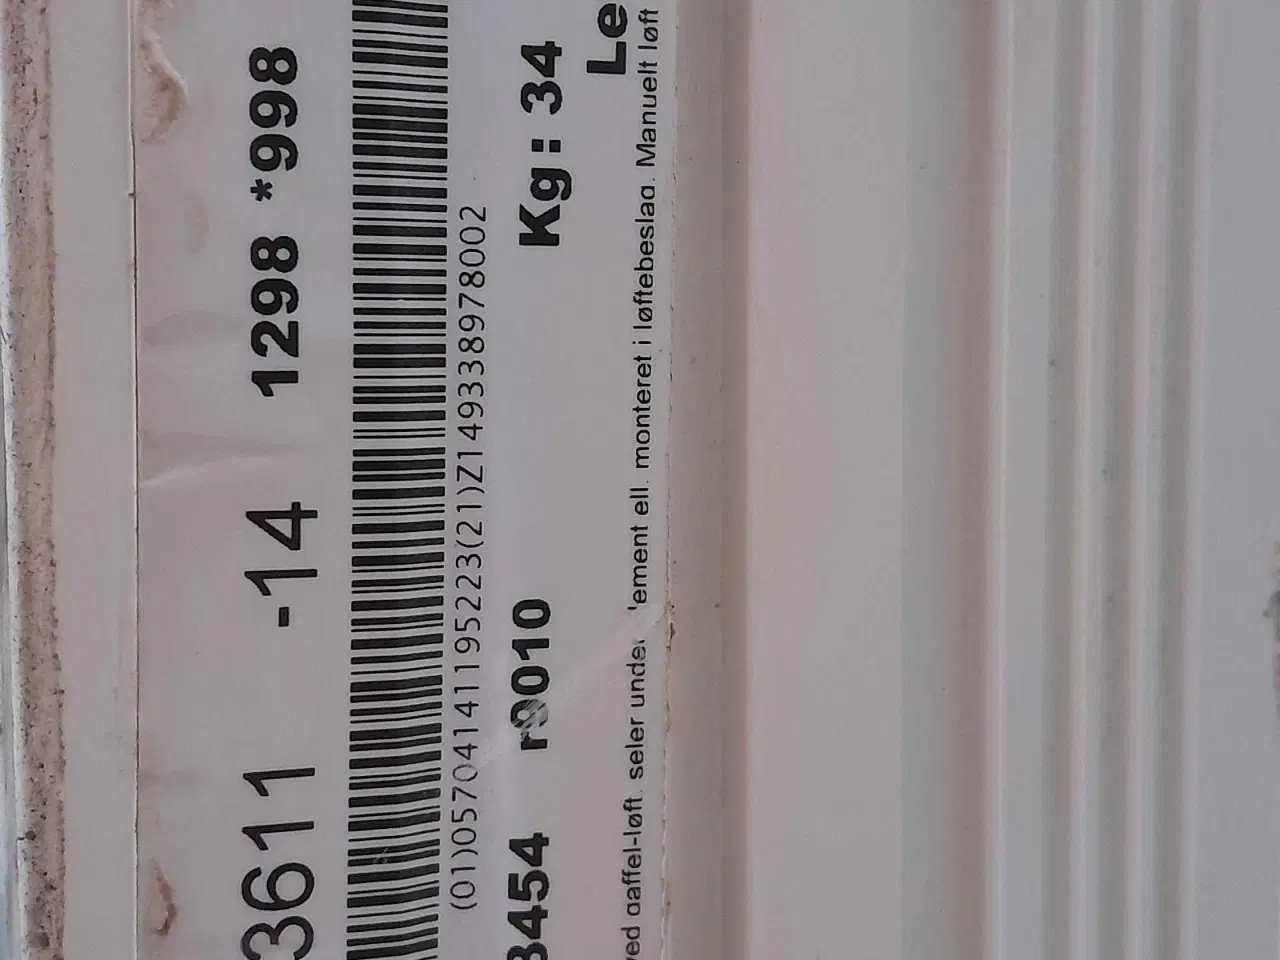 3611 -14 1298 *998
(01)05704141195223(21)Z149338978002
3454 r9010 Kg: 34
Le
ved gaffel-løft. seler under ement ell. monteret i løftebeslag. Manuelt løft